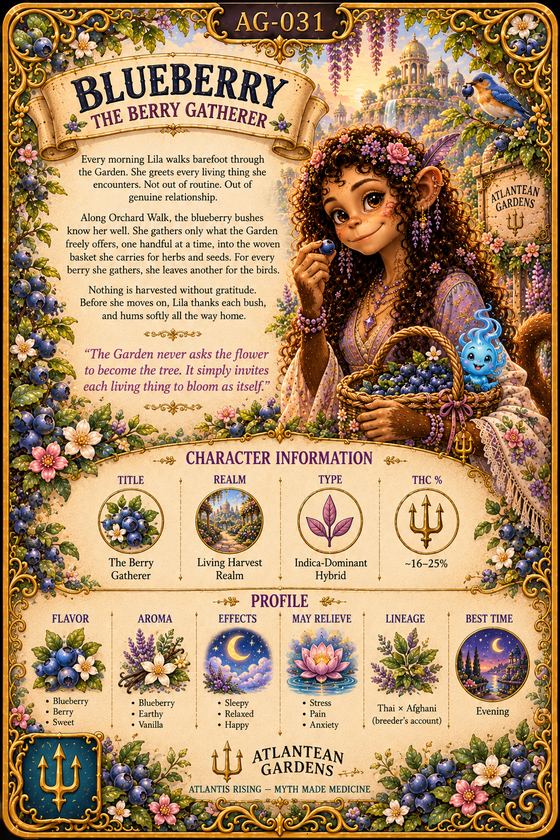 AG-031
BLUEBERRY
THE BERRY GATHERER
Every morning Lila walks barefoot through
the Garden. She greets every living thing she
encounters. Not out of routine. Out of
genuine relationship.
Along Orchard Walk, the blueberry bushes
know her well. She gathers only what the Garden
freely offers, one handful at a time, into the woven
basket she carries for herbs and seeds. For every
berry she gathers, she leaves another for the birds.
Nothing is harvested without gratitude.
Before she moves on, Lila thanks each bush,
and hums softly all the way home.
“The Garden never asks the flower
to become the tree. It simply invites
each living thing to bloom as itself.”
ATLANTEAN
GARDENS
CHARACTER INFORMATION
TITLE
The Berry
Gatherer
REALM
Living Harvest
Realm
TYPE
Indica-Dominant
Hybrid
THC %
~16–25%
PROFILE
FLAVOR
• Blueberry
• Berry
• Sweet
AROMA
• Blueberry
• Earthy
• Vanilla
EFFECTS
• Sleepy
• Relaxed
• Happy
MAY RELIEVE
• Stress
• Pain
• Anxiety
LINEAGE
Thai × Afghani
(breeder's account)
BEST TIME
Evening
ATLANTEAN
GARDENS
ATLANTIS RISING — MYTH MADE MEDICINE